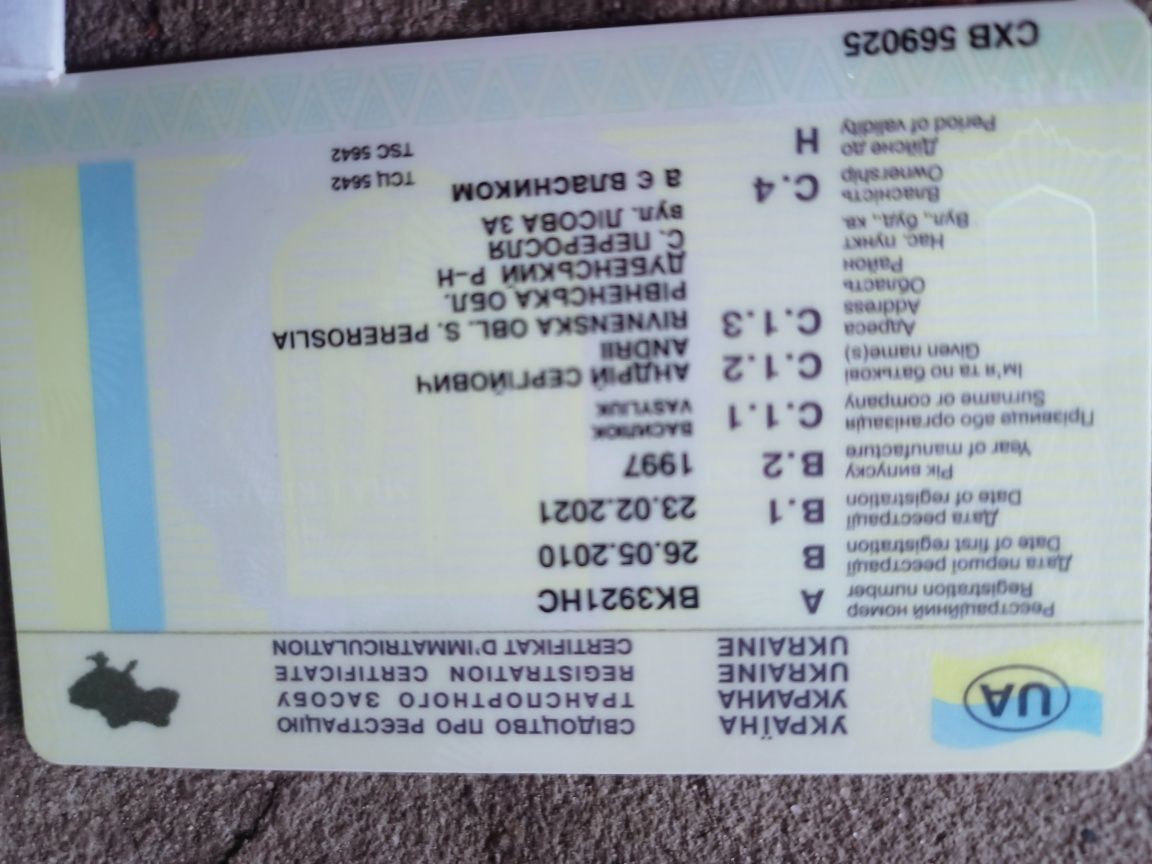 UA
УКРАЇНА СВІДОЦТВО ПРО РЕЄСТРАЦІЮ
УКРАИНА ТРАНСПОРТНОГО ЗАСОБУ
UKRAINE REGISTRATION CERTIFICATE
UKRAINE CERTIFIKAT D'IMMATRICULATION
Реєстраційний номер
Registration number A ВК3921НС
Дата першої реєстрації
Date of first registration B 26.05.2010
Дата реєстрації
Date of registration B.1 23.02.2021
Рік випуску
Year of manufacture B.2 1997
Прізвище або організація C.1.1 ВАСИЛЮК
Surname or company VASYLIUK
Ім'я та по батькові C.1.2 АНДРІЙ СЕРГІЙОВИЧ
Given name(s) ANDRII
Адреса C.1.3 RIVNENSKA OBL. S. PEREROSLIA
Address
Область РІВНЕНСЬКА ОБЛ.
Район ДУБЕНСЬКИЙ Р-Н
Нас. пункт С. ПЕРЕРОСЛЯ
Вул., буд., кв. вул. ЛІСОВА 3А
Власність C.4 а є ВЛАСНИКОМ ТСЦ 5642
Ownership
Дійсне до H TSC 5642
Period of validity
СХВ 569025